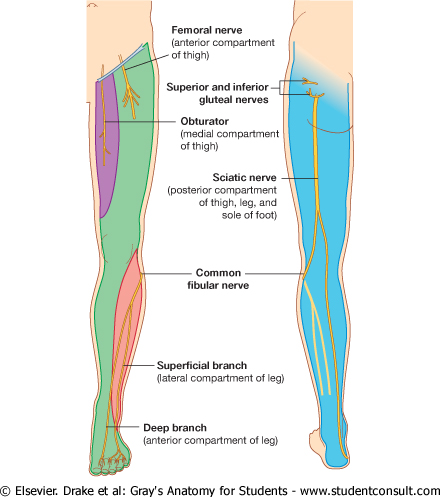 Femoral nerve
(anterior compartment
of thigh)
Superior and inferior
gluteal nerves
Obturator
(medial compartment
of thigh)
Sciatic nerve
(posterior compartment
of thigh, leg, and
sole of foot)
Common
fibular nerve
Superficial branch
(lateral compartment of leg)
Deep branch
(anterior compartment of leg)
© Elsevier. Drake et al: Gray's Anatomy for Students - www.studentconsult.com